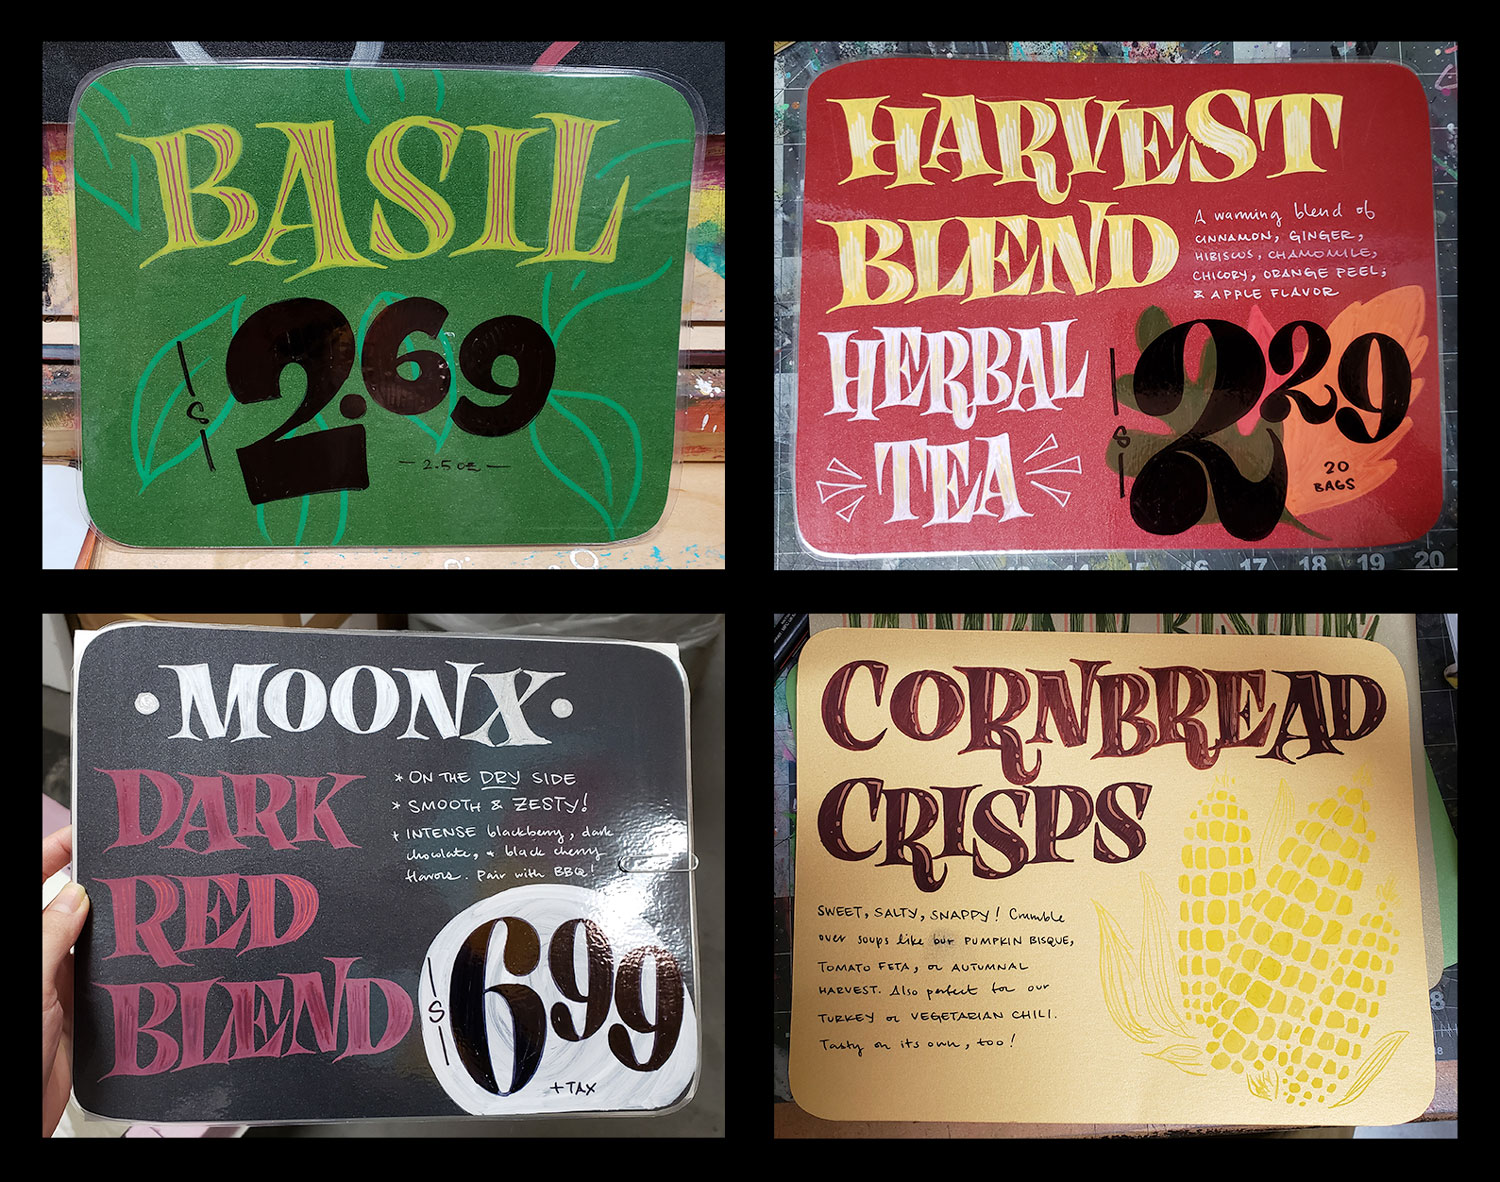 BASIL
$ 2.69
2.5 OZ
HARVEST
BLEND
A warming blend of
CINNAMON, GINGER,
HIBISCUS, CHAMOMILE,
CHICORY, ORANGE PEEL,
& APPLE FLAVOR
HERBAL
TEA
$ 2.29
20
BAGS
16 17 18 19 20
• MOONX •
DARK
RED
BLEND
* ON THE DRY SIDE
* SMOOTH & ZESTY!
* INTENSE blackberry, dark
chocolate, + black cherry
flavors. Pair with BBQ!
$ 699
+TAX
CORNBREAD
CRISPS
SWEET, SALTY, SNAPPY! Crumble
over soups like our PUMPKIN BISQUE,
TOMATO FETA, or AUTUMNAL
HARVEST. Also perfect for our
TURKEY or VEGETARIAN CHILI.
Tasty on its own, too!